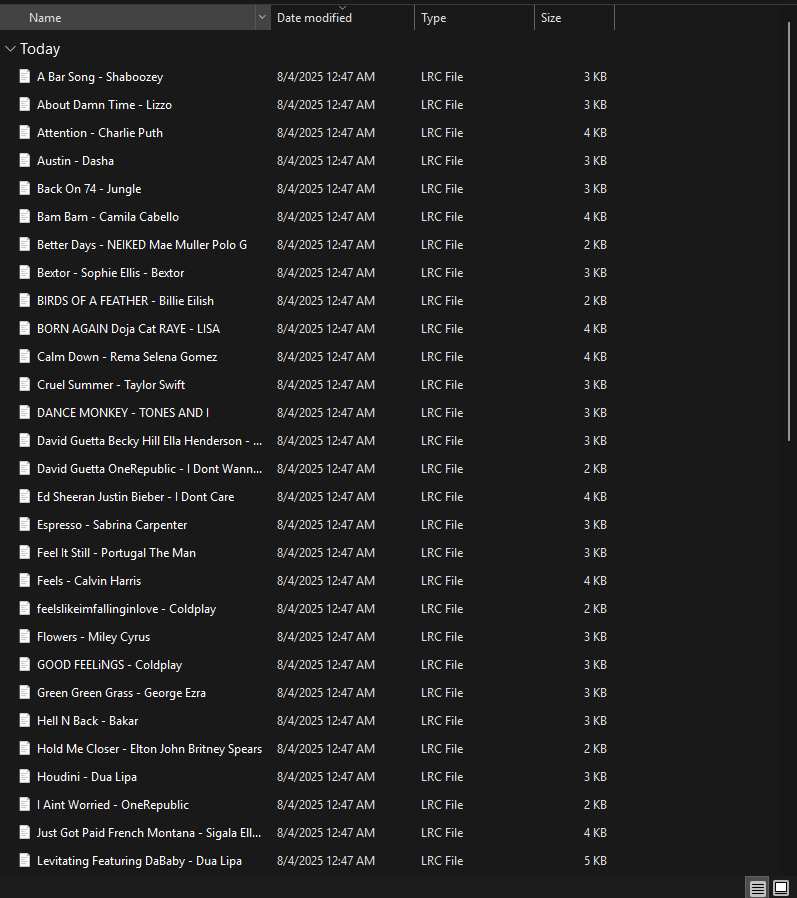 Name Date modified Type Size
Today
A Bar Song - Shaboozey 8/4/2025 12:47 AM LRC File 3 KB
About Damn Time - Lizzo 8/4/2025 12:47 AM LRC File 3 KB
Attention - Charlie Puth 8/4/2025 12:47 AM LRC File 4 KB
Austin - Dasha 8/4/2025 12:47 AM LRC File 3 KB
Back On 74 - Jungle 8/4/2025 12:47 AM LRC File 3 KB
Bam Bam - Camila Cabello 8/4/2025 12:47 AM LRC File 4 KB
Better Days - NEIKED Mae Muller Polo G 8/4/2025 12:47 AM LRC File 2 KB
Bextor - Sophie Ellis - Bextor 8/4/2025 12:47 AM LRC File 3 KB
BIRDS OF A FEATHER - Billie Eilish 8/4/2025 12:47 AM LRC File 2 KB
BORN AGAIN Doja Cat RAYE - LISA 8/4/2025 12:47 AM LRC File 4 KB
Calm Down - Rema Selena Gomez 8/4/2025 12:47 AM LRC File 4 KB
Cruel Summer - Taylor Swift 8/4/2025 12:47 AM LRC File 3 KB
DANCE MONKEY - TONES AND I 8/4/2025 12:47 AM LRC File 3 KB
David Guetta Becky Hill Ella Henderson - ... 8/4/2025 12:47 AM LRC File 3 KB
David Guetta OneRepublic - I Dont Wann... 8/4/2025 12:47 AM LRC File 2 KB
Ed Sheeran Justin Bieber - I Dont Care 8/4/2025 12:47 AM LRC File 4 KB
Espresso - Sabrina Carpenter 8/4/2025 12:47 AM LRC File 3 KB
Feel It Still - Portugal The Man 8/4/2025 12:47 AM LRC File 3 KB
Feels - Calvin Harris 8/4/2025 12:47 AM LRC File 4 KB
feelslikeimfallinginlove - Coldplay 8/4/2025 12:47 AM LRC File 2 KB
Flowers - Miley Cyrus 8/4/2025 12:47 AM LRC File 3 KB
GOOD FEELiNGS - Coldplay 8/4/2025 12:47 AM LRC File 3 KB
Green Green Grass - George Ezra 8/4/2025 12:47 AM LRC File 3 KB
Hell N Back - Bakar 8/4/2025 12:47 AM LRC File 3 KB
Hold Me Closer - Elton John Britney Spears 8/4/2025 12:47 AM LRC File 2 KB
Houdini - Dua Lipa 8/4/2025 12:47 AM LRC File 3 KB
I Aint Worried - OneRepublic 8/4/2025 12:47 AM LRC File 2 KB
Just Got Paid French Montana - Sigala Ell... 8/4/2025 12:47 AM LRC File 4 KB
Levitating Featuring DaBaby - Dua Lipa 8/4/2025 12:47 AM LRC File 5 KB